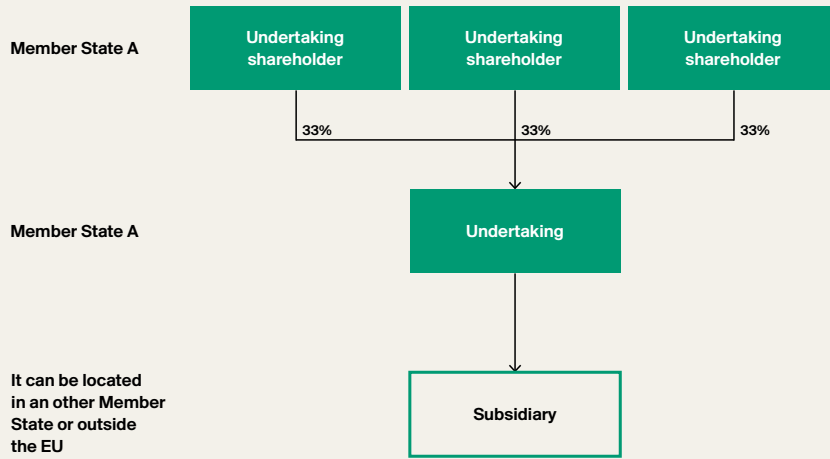 Member State A
Undertaking
shareholder
Undertaking
shareholder
Undertaking
shareholder
33%
33%
33%
Member State A
Undertaking
It can be located
in an other Member
State or outside
the EU
Subsidiary